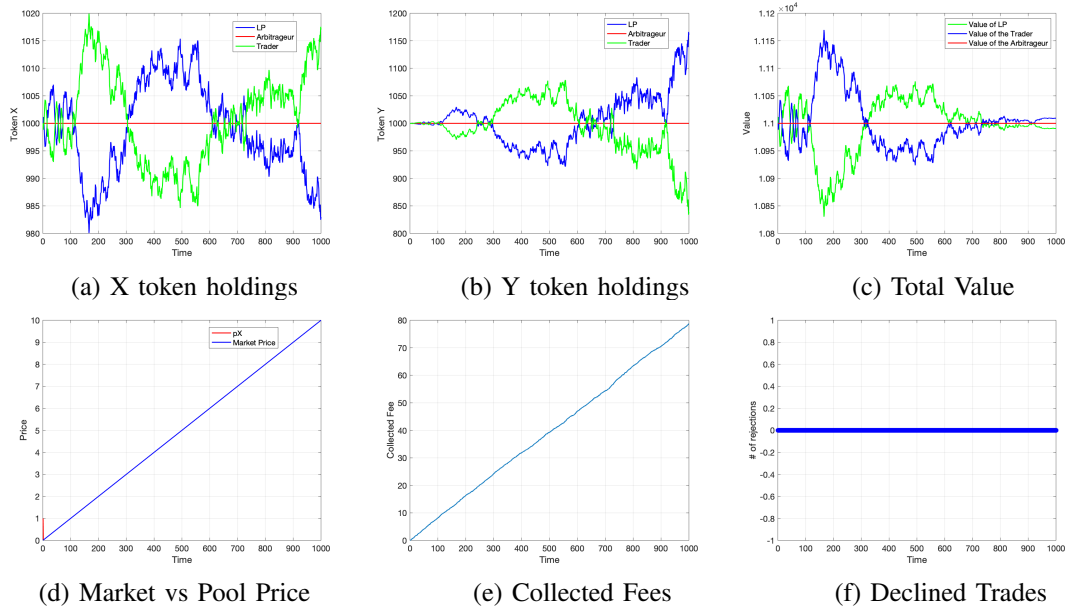 1020
1015
1010
1005
1000
995
990
985
980
Token X
0 100 200 300 400 500 600 700 800 900 1000
Time
LP
Arbitrageur
Trader
(a) X token holdings
1200
1150
1100
1050
1000
950
900
850
800
Token Y
0 100 200 300 400 500 600 700 800 900 1000
Time
LP
Arbitrageur
Trader
(b) Y token holdings
×10⁴
1.12
1.115
1.11
1.105
1.1
1.095
1.09
1.085
1.08
Value
0 100 200 300 400 500 600 700 800 900 1000
Time
Value of LP
Value of the Trader
Value of the Arbitrageur
(c) Total Value
10
9
8
7
6
5
4
3
2
1
0
Price
0 100 200 300 400 500 600 700 800 900 1000
Time
pX
Market Price
(d) Market vs Pool Price
80
70
60
50
40
30
20
10
0
Collected Fee
0 100 200 300 400 500 600 700 800 900 1000
Time
(e) Collected Fees
1
0.8
0.6
0.4
0.2
0
-0.2
-0.4
-0.6
-0.8
-1
# of rejections
0 100 200 300 400 500 600 700 800 900 1000
Time
(f) Declined Trades